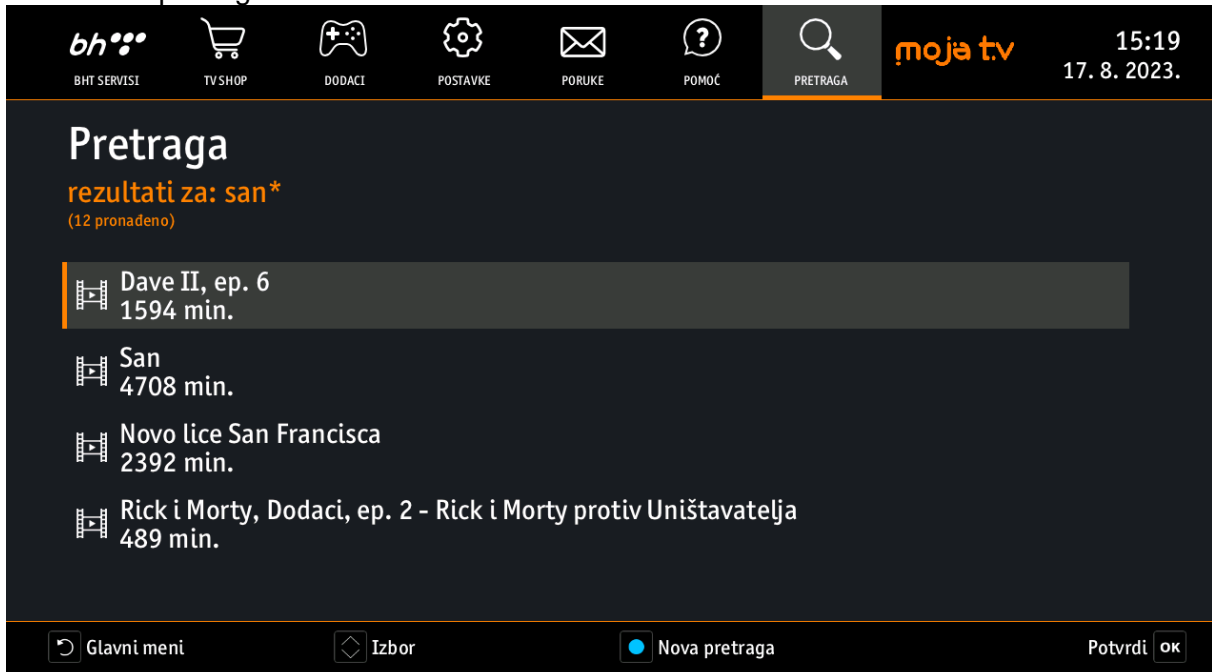 bh
BHT SERVISI
TV SHOP
DODACI
POSTAVKE
PORUKE
?
POMOĆ
PRETRAGA
moja tv
15:19
17. 8. 2023.
Pretraga
rezultati za: san*
(12 pronađeno)
Dave II, ep. 6
1594 min.
San
4708 min.
Novo lice San Francisca
2392 min.
Rick i Morty, Dodaci, ep. 2 - Rick i Morty protiv Uništavatelja
489 min.
Glavni meni
Izbor
Nova pretraga
Potvrdi OK